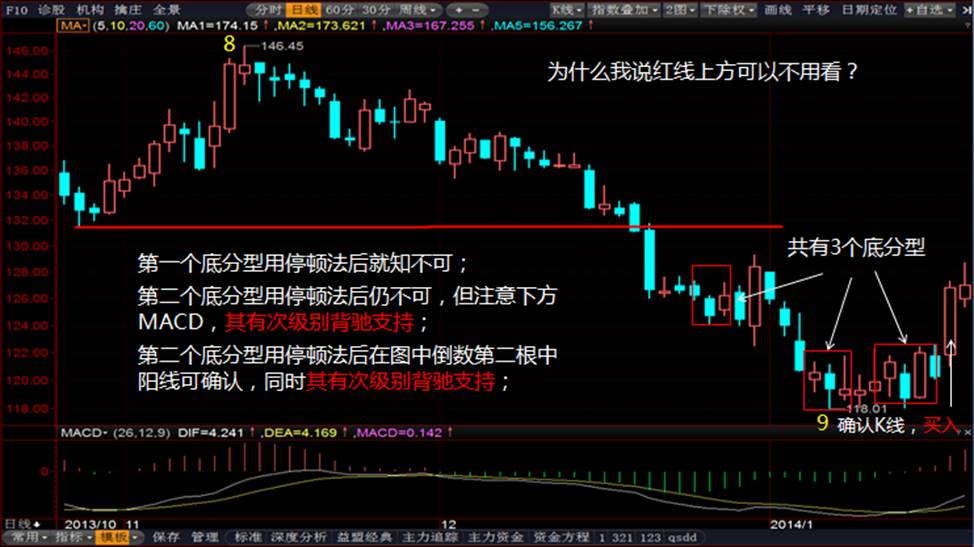 F10 诊股 机构 擒庄 全景 分时 日线 60分 30分 周线 K线 指数叠加 2图 下除权 画线 平移 日期定位 +自选
MA (5,10,20,60) MA1=174.15↑,MA2=173.621↑,MA3=167.255↑,MA5=156.267↑
8
146.45
146.00
为什么我说红线上方可以不用看？
144.00
142.00
140.00
138.00
136.00
134.00
132.00
共有3个底分型
130.00
第一个底分型用停顿法后就知不可；
128.00
第二个底分型用停顿法后仍不可，但注意下方
126.00
MACD，其有次级别背驰支持；
124.00
第二个底分型用停顿法后在图中倒数第二根中
122.00
阳线可确认，同时其有次级别背驰支持；
120.00
118.00
118.01
9 确认K线，买入
MACD (26,12,9) DIF=4.241↑,DEA=4.169↑,MACD=0.142↑
0
日线 2013/10 11 12 2014/1
常用 指标 模板 保存 管理 标准 深度分析 益盟经典 主力追踪 主力资金 资金方程 1 321 123 qsdd